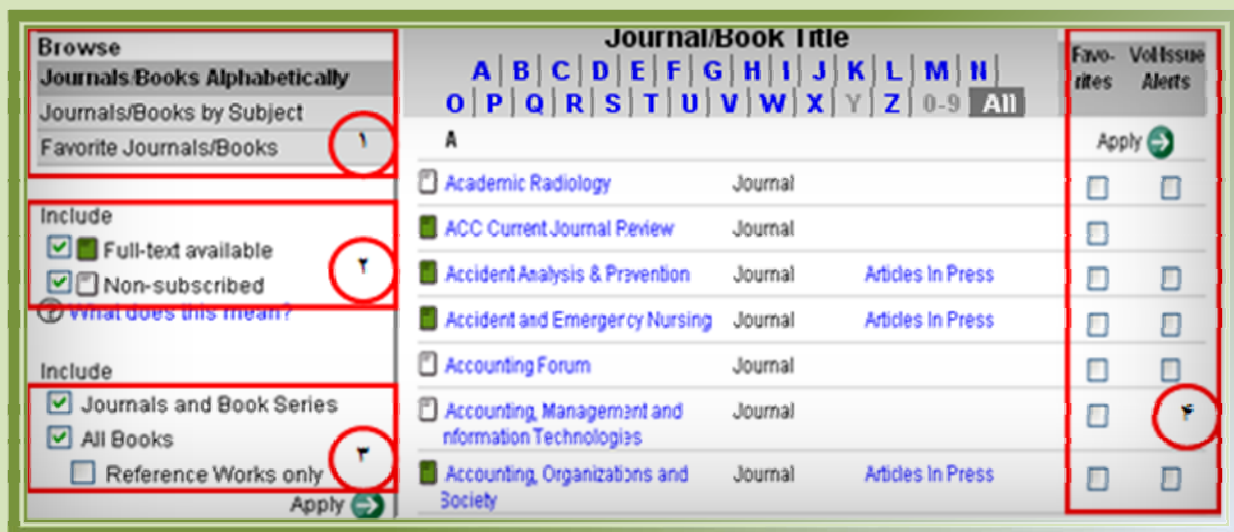 Browse
Journals/Books Alphabetically
Journals/Books by Subject
Favorite Journals/Books
۱
Include
Full-text available
Non-subscribed
۲
What does this mean?
Include
Journals and Book Series
All Books
Reference Works only
۳
Apply
Journal/Book Title
A | B | C | D | E | F | G | H | I | J | K | L | M | N |
O | P | Q | R | S | T | U | V | W | X | Y | Z | 0-9 | All
A
Academic Radiology Journal
ACC Current Journal Review Journal
Accident Analysis & Prevention Journal Articles In Press
Accident and Emergency Nursing Journal Articles In Press
Accounting Forum Journal
Accounting, Management and Journal
nformation Technologies
Accounting, Organizations and Journal Articles In Press
Society
Favo- Vol/Issue
rites Alerts
Apply
۴